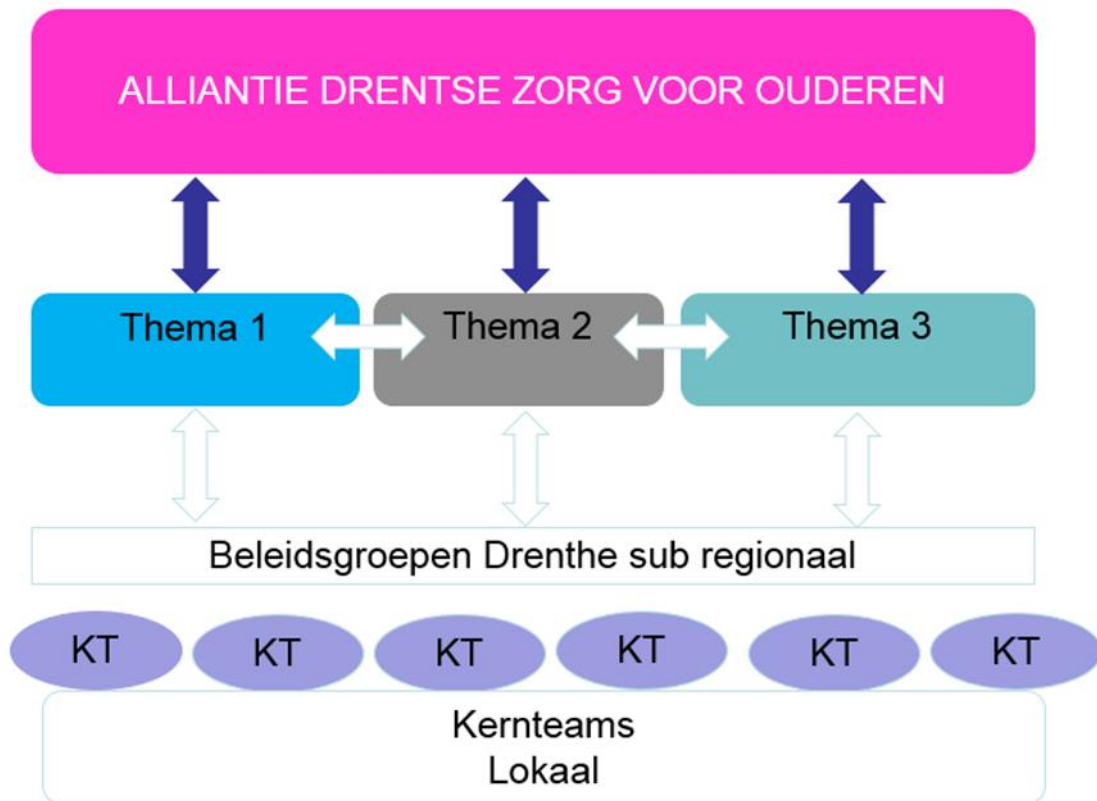 ALLIANTIE DRENTSE ZORG VOOR OUDEREN
Thema 1
Thema 2
Thema 3
Beleidsgroepen Drenthe sub regionaal
KT
KT
KT
KT
KT
KT
Kernteams
Lokaal